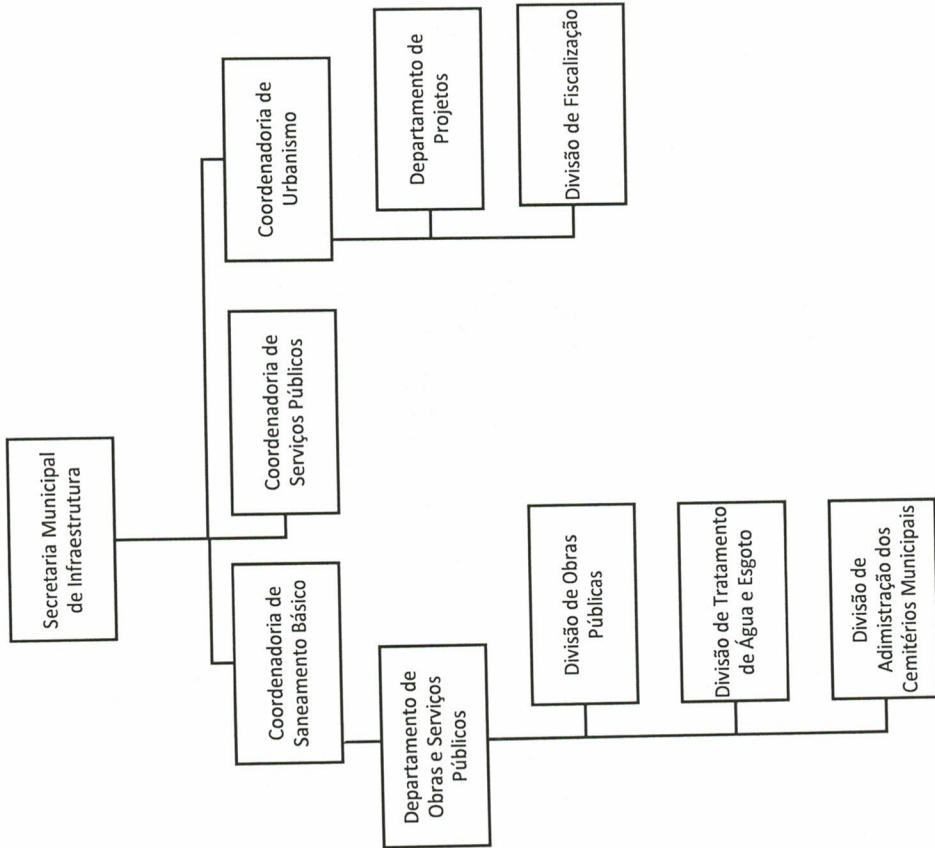 Secretaria Municipal
de Infraestrutura
Coordenadoria de
Saneamento Básico
Coordenadoria de
Serviços Públicos
Coordenadoria de
Urbanismo
Departamento de
Obras e Serviços
Públicos
Divisão de Obras
Públicas
Divisão de Tratamento
de Água e Esgoto
Divisão de
Adimistração dos
Cemitérios Municipais
Departamento de
Projetos
Divisão de Fiscalização